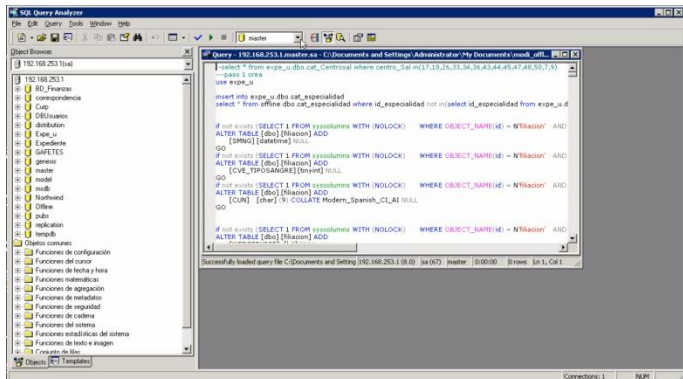 SQL Query Analyzer
File Edit Query Tools Window Help
master
Object Browser
192.168.253.1(sa)
192.168.253.1
BD_Finanzas
correspondencia
Curp
DBUsuarios
distribution
Expe_u
Expediente
GAFETES
genesis
master
model
msdb
Northwind
Offline
pubs
replication
tempdb
Objetos comunes
Funciones de configuración
Funciones del cursor
Funciones de fecha y hora
Funciones matemáticas
Funciones de agregación
Funciones de metadatos
Funciones de seguridad
Funciones de cadena
Funciones del sistema
Funciones estadísticas del sistema
Funciones de texto e imagen
Conjunto de filas
Objects Templates
Query - 192.168.253.1.master.sa - C:\Documents and Settings\Administrator\My Documents\modi_offl...
--select * from expe_u.dbo.cat_Centrosal where centro_Sal in(17,18,26,33,34,36,43,44,45,47,48,50,7,9)
---paso 1 crea
use expe_u
insert into expe_u.dbo.cat_especialidad
select * from offline.dbo.cat_especialidad where id_especialidad not in(select id_especialidad from expe_u.d
if not exists (SELECT 1 FROM syscolumns WITH (NOLOCK) WHERE OBJECT_NAME(id) = N'filiacion' AND
ALTER TABLE [dbo].[filiacion] ADD
[SMNG] [datetime] NULL
GO
if not exists (SELECT 1 FROM syscolumns WITH (NOLOCK) WHERE OBJECT_NAME(id) = N'filiacion' AND
ALTER TABLE [dbo].[filiacion] ADD
[CVE_TIPOSANGRE] [tinyint] NULL
GO
if not exists (SELECT 1 FROM syscolumns WITH (NOLOCK) WHERE OBJECT_NAME(id) = N'filiacion' AND
ALTER TABLE [dbo].[filiacion] ADD
[CUN] [char] (9) COLLATE Modern_Spanish_CI_AI NULL
GO
if not exists (SELECT 1 FROM syscolumns WITH (NOLOCK) WHERE OBJECT_NAME(id) = N'filiacion' AND
ALTER TABLE [dbo].[filiacion] ADD
Successfully loaded query file C:\Documents and Setting 192.168.253.1 (8.0) sa (67) master 0:00:00 0 rows Ln 1, Col 1
Connections: 1 NUM